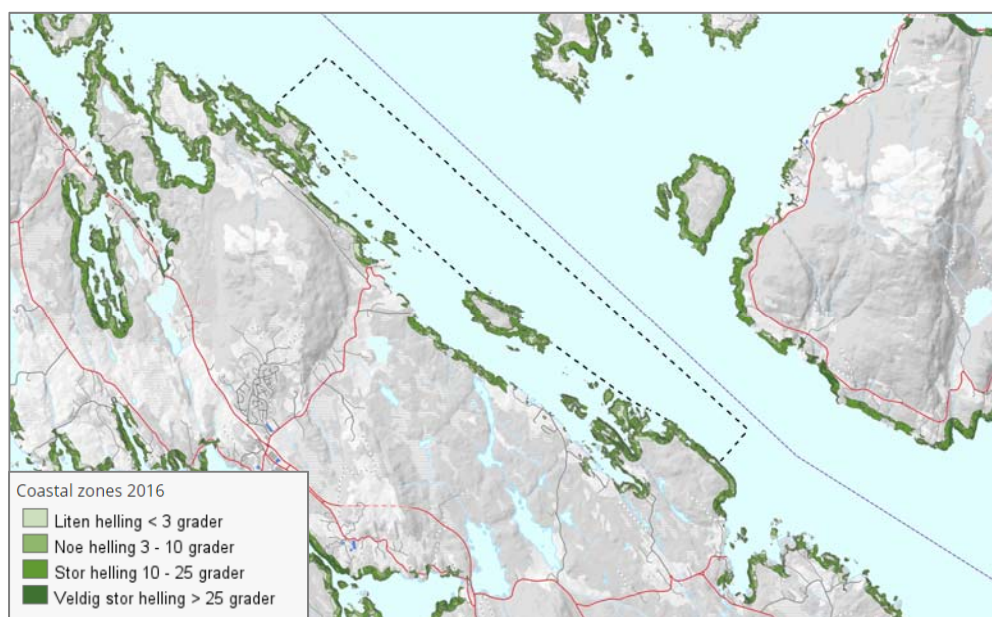 Coastal zones 2016
Liten helling < 3 grader
Noe helling 3 - 10 grader
Stor helling 10 - 25 grader
Veldig stor helling > 25 grader